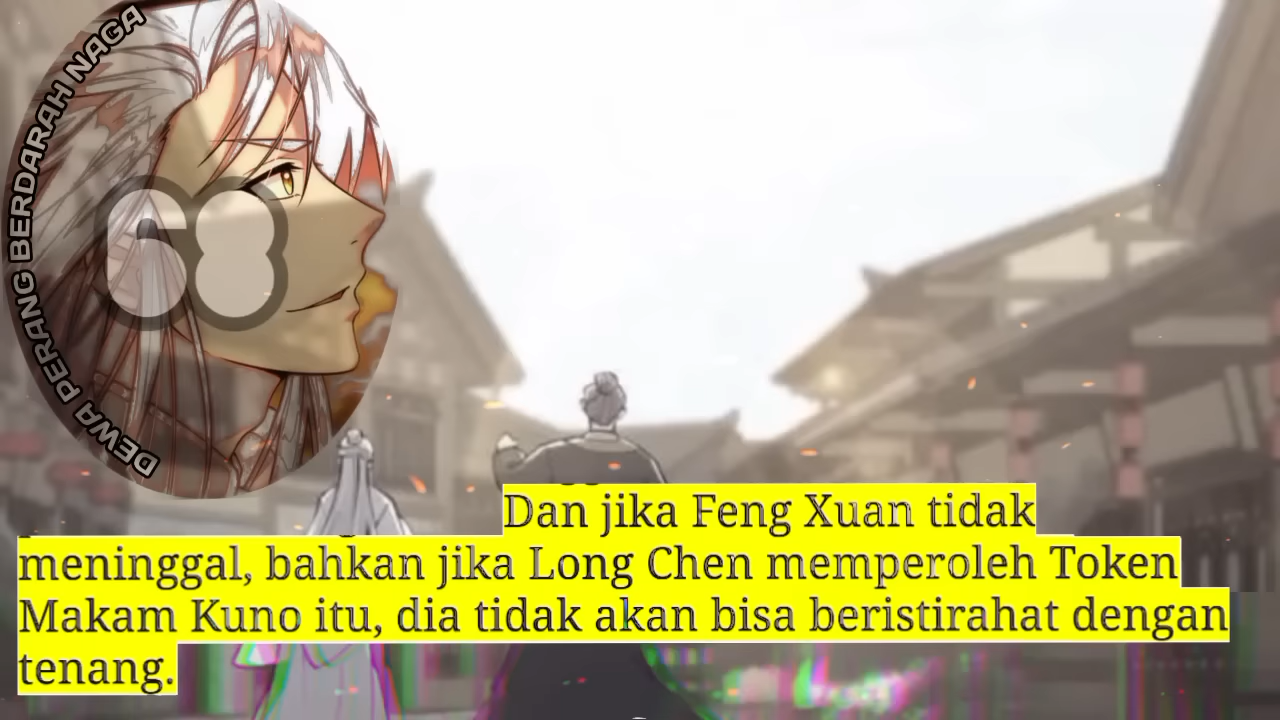 DEWA PERANG BERDARAH NAGA
68
Dan jika Feng Xuan tidak
meninggal, bahkan jika Long Chen memperoleh Token
Makam Kuno itu, dia tidak akan bisa beristirahat dengan
tenang.